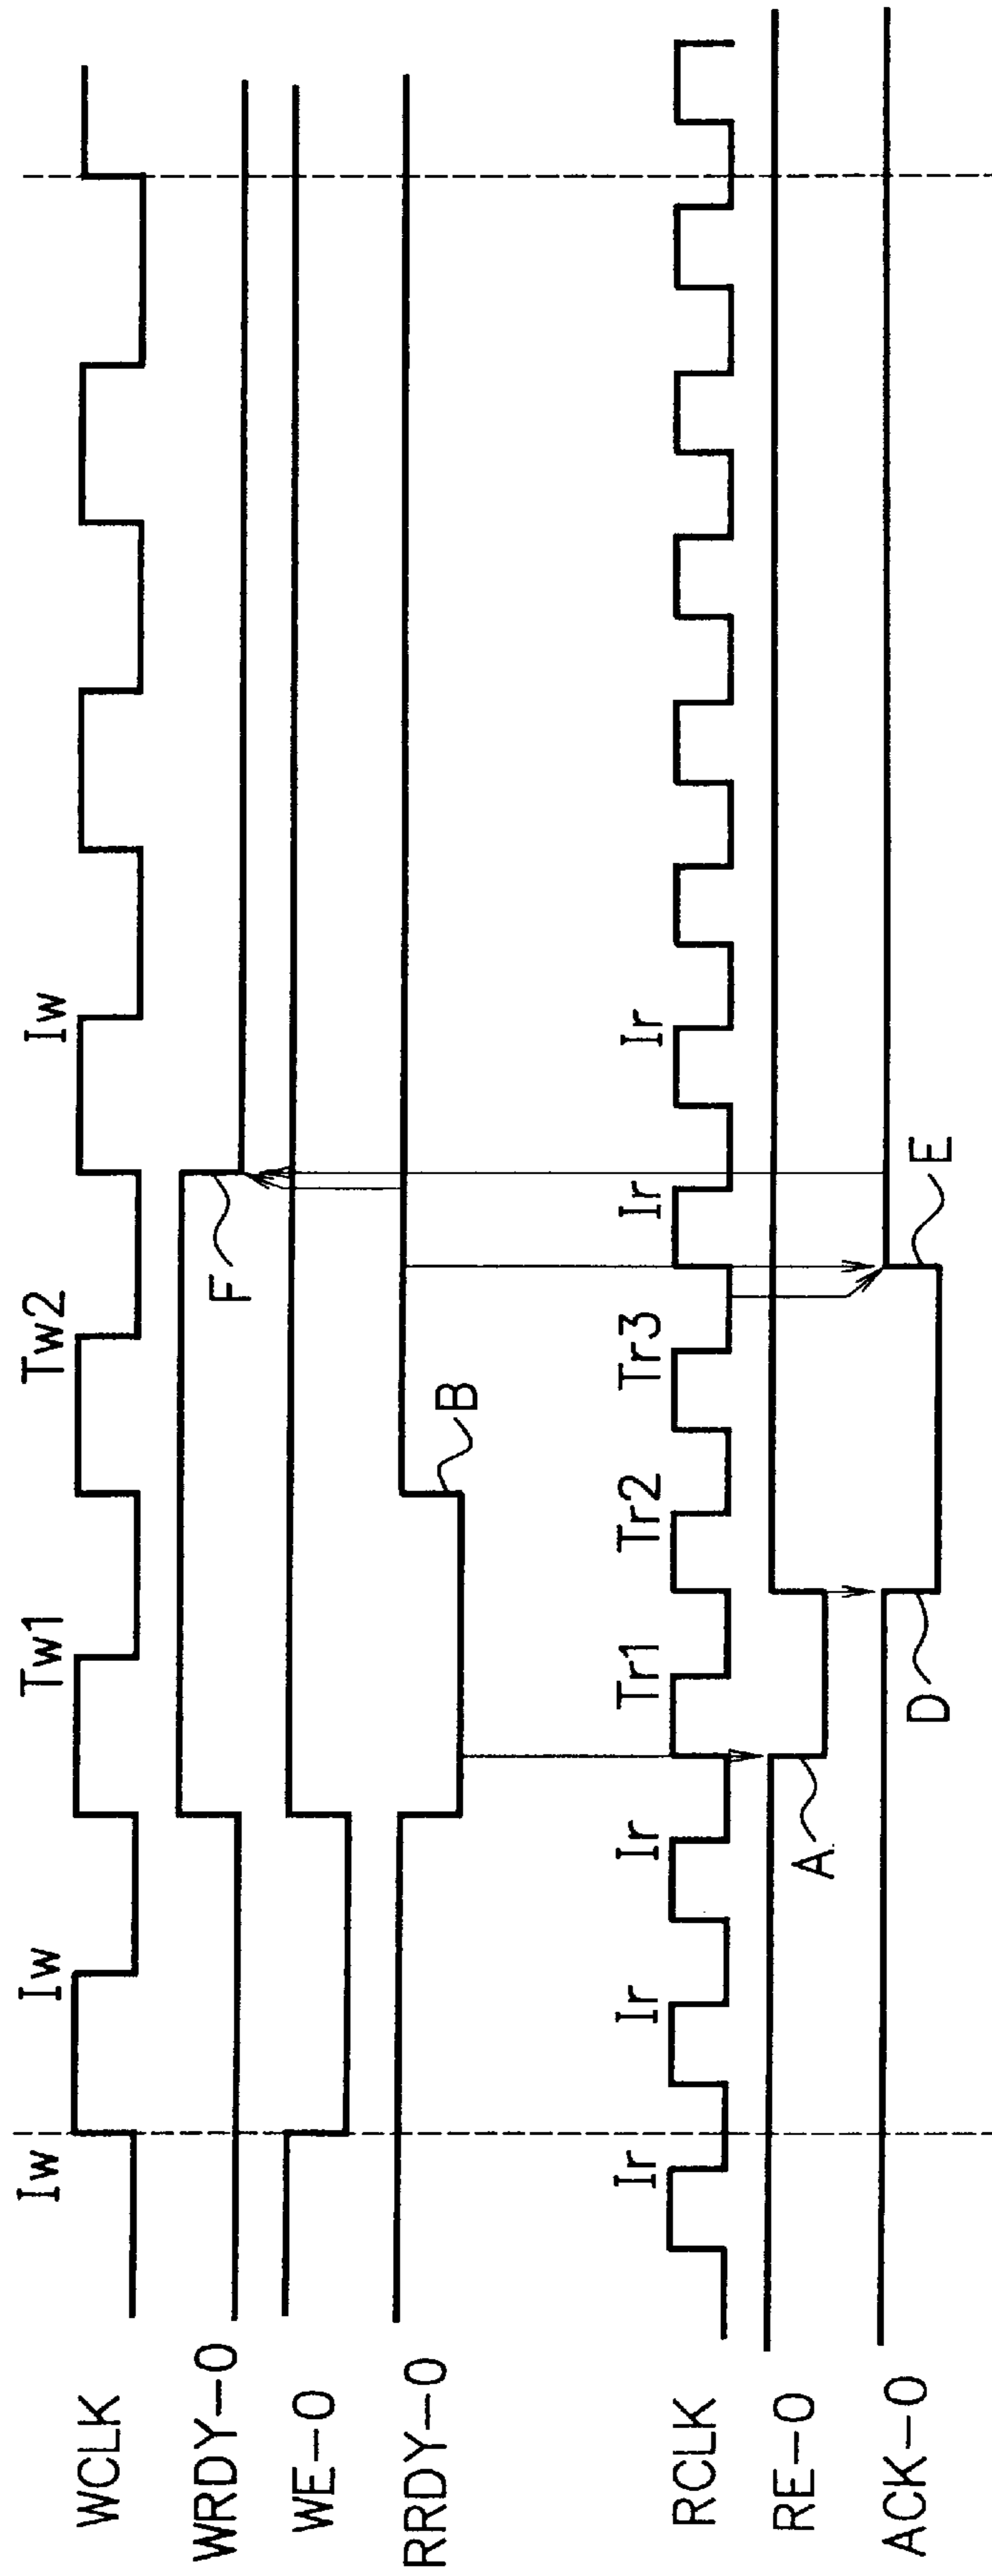 Iw Iw Tw1 Tw2 Iw
WCLK
WRDY-0
F
WE-0
RRDY-0
B
Ir Ir Ir Tr1 Tr2 Tr3 Ir Ir
RCLK
RE-0
A
ACK-0
D
E